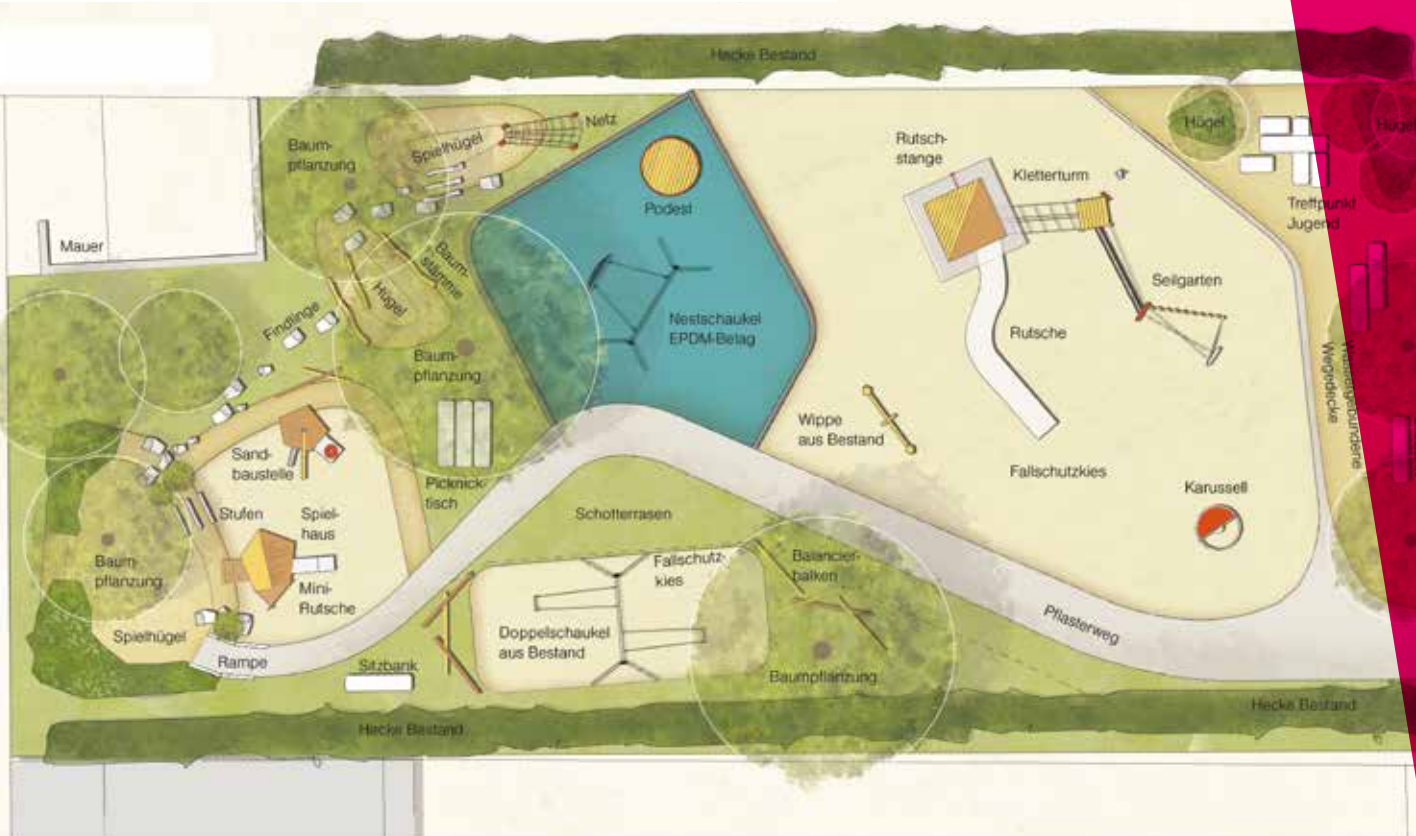 Hecke Bestand
Baum-
pflanzung
Spielhügel
Netz
Podest
Rutsch-
stange
Kletterturm
Hügel
Hügel
Treffpunkt
Jugend
Mauer
Baum-
stämme
Hügel
Findlinge
Nestschaukel
EPDM-Belag
Seilgarten
Rutsche
Baum-
pflanzung
Wassergebundene
Wegedecke
Wippe
aus Bestand
Sand-
baustelle
Picknick-
tisch
Fallschutzkies
Karussell
Stufen
Spiel-
haus
Schotterrasen
Baum-
pflanzung
Mini-
Rutsche
Fallschutz-
kies
Balancier-
balken
Spielhügel
Rampe
Doppelschaukel
aus Bestand
Pflasterweg
Sitzbank
Baumpflanzung
Hecke Bestand
Hecke Bestand